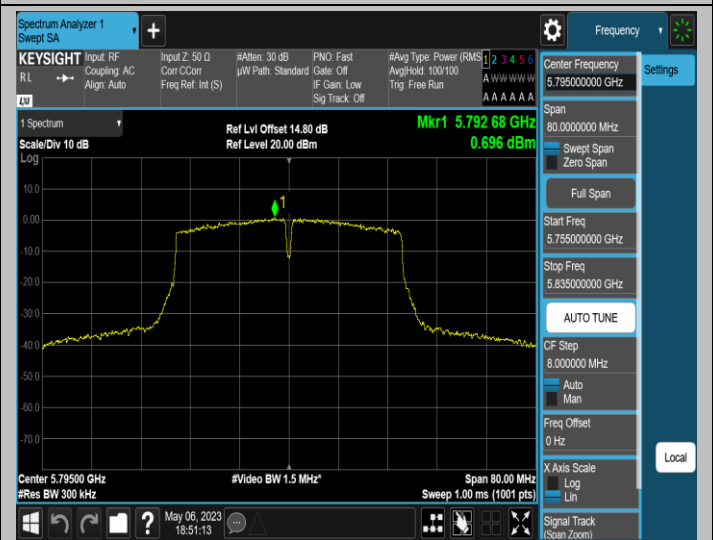 Spectrum Analyzer 1
Swept SA
+
Frequency
KEYSIGHT
RL
LXI
Input: RF
Coupling: AC
Align: Auto
Input Z: 50 Ω
Corr CCorr
Freq Ref: Int (S)
#Atten: 30 dB
µW Path: Standard
PNO: Fast
Gate: Off
IF Gain: Low
Sig Track: Off
#Avg Type: Power (RMS
Avg|Hold: 100/100
Trig: Free Run
1 2 3 4 5 6
A W W W W W
A A A A A A
1 Spectrum
Scale/Div 10 dB
Log
Ref Lvl Offset 14.80 dB
Ref Level 20.00 dBm
Mkr1 5.792 68 GHz
0.696 dBm
1
10.0
0.00
-10.0
-20.0
-30.0
-40.0
-50.0
-60.0
-70.0
Center 5.79500 GHz
#Res BW 300 kHz
#Video BW 1.5 MHz*
Span 80.00 MHz
Sweep 1.00 ms (1001 pts)
?
May 06, 2023
18:51:13
Center Frequency
5.795000000 GHz
Settings
Span
80.0000000 MHz
Swept Span
Zero Span
Full Span
Start Freq
5.755000000 GHz
Stop Freq
5.835000000 GHz
AUTO TUNE
CF Step
8.000000 MHz
Auto
Man
Freq Offset
0 Hz
Local
X Axis Scale
Log
Lin
Signal Track
(Span Zoom)